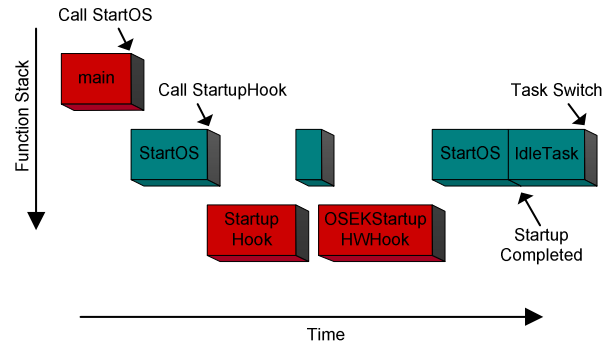 Call StartOS
main
Function Stack
Call StartupHook
Task Switch
StartOS
StartOS
IdleTask
Startup
Hook
OSEKStartup
HWHook
Startup
Completed
Time